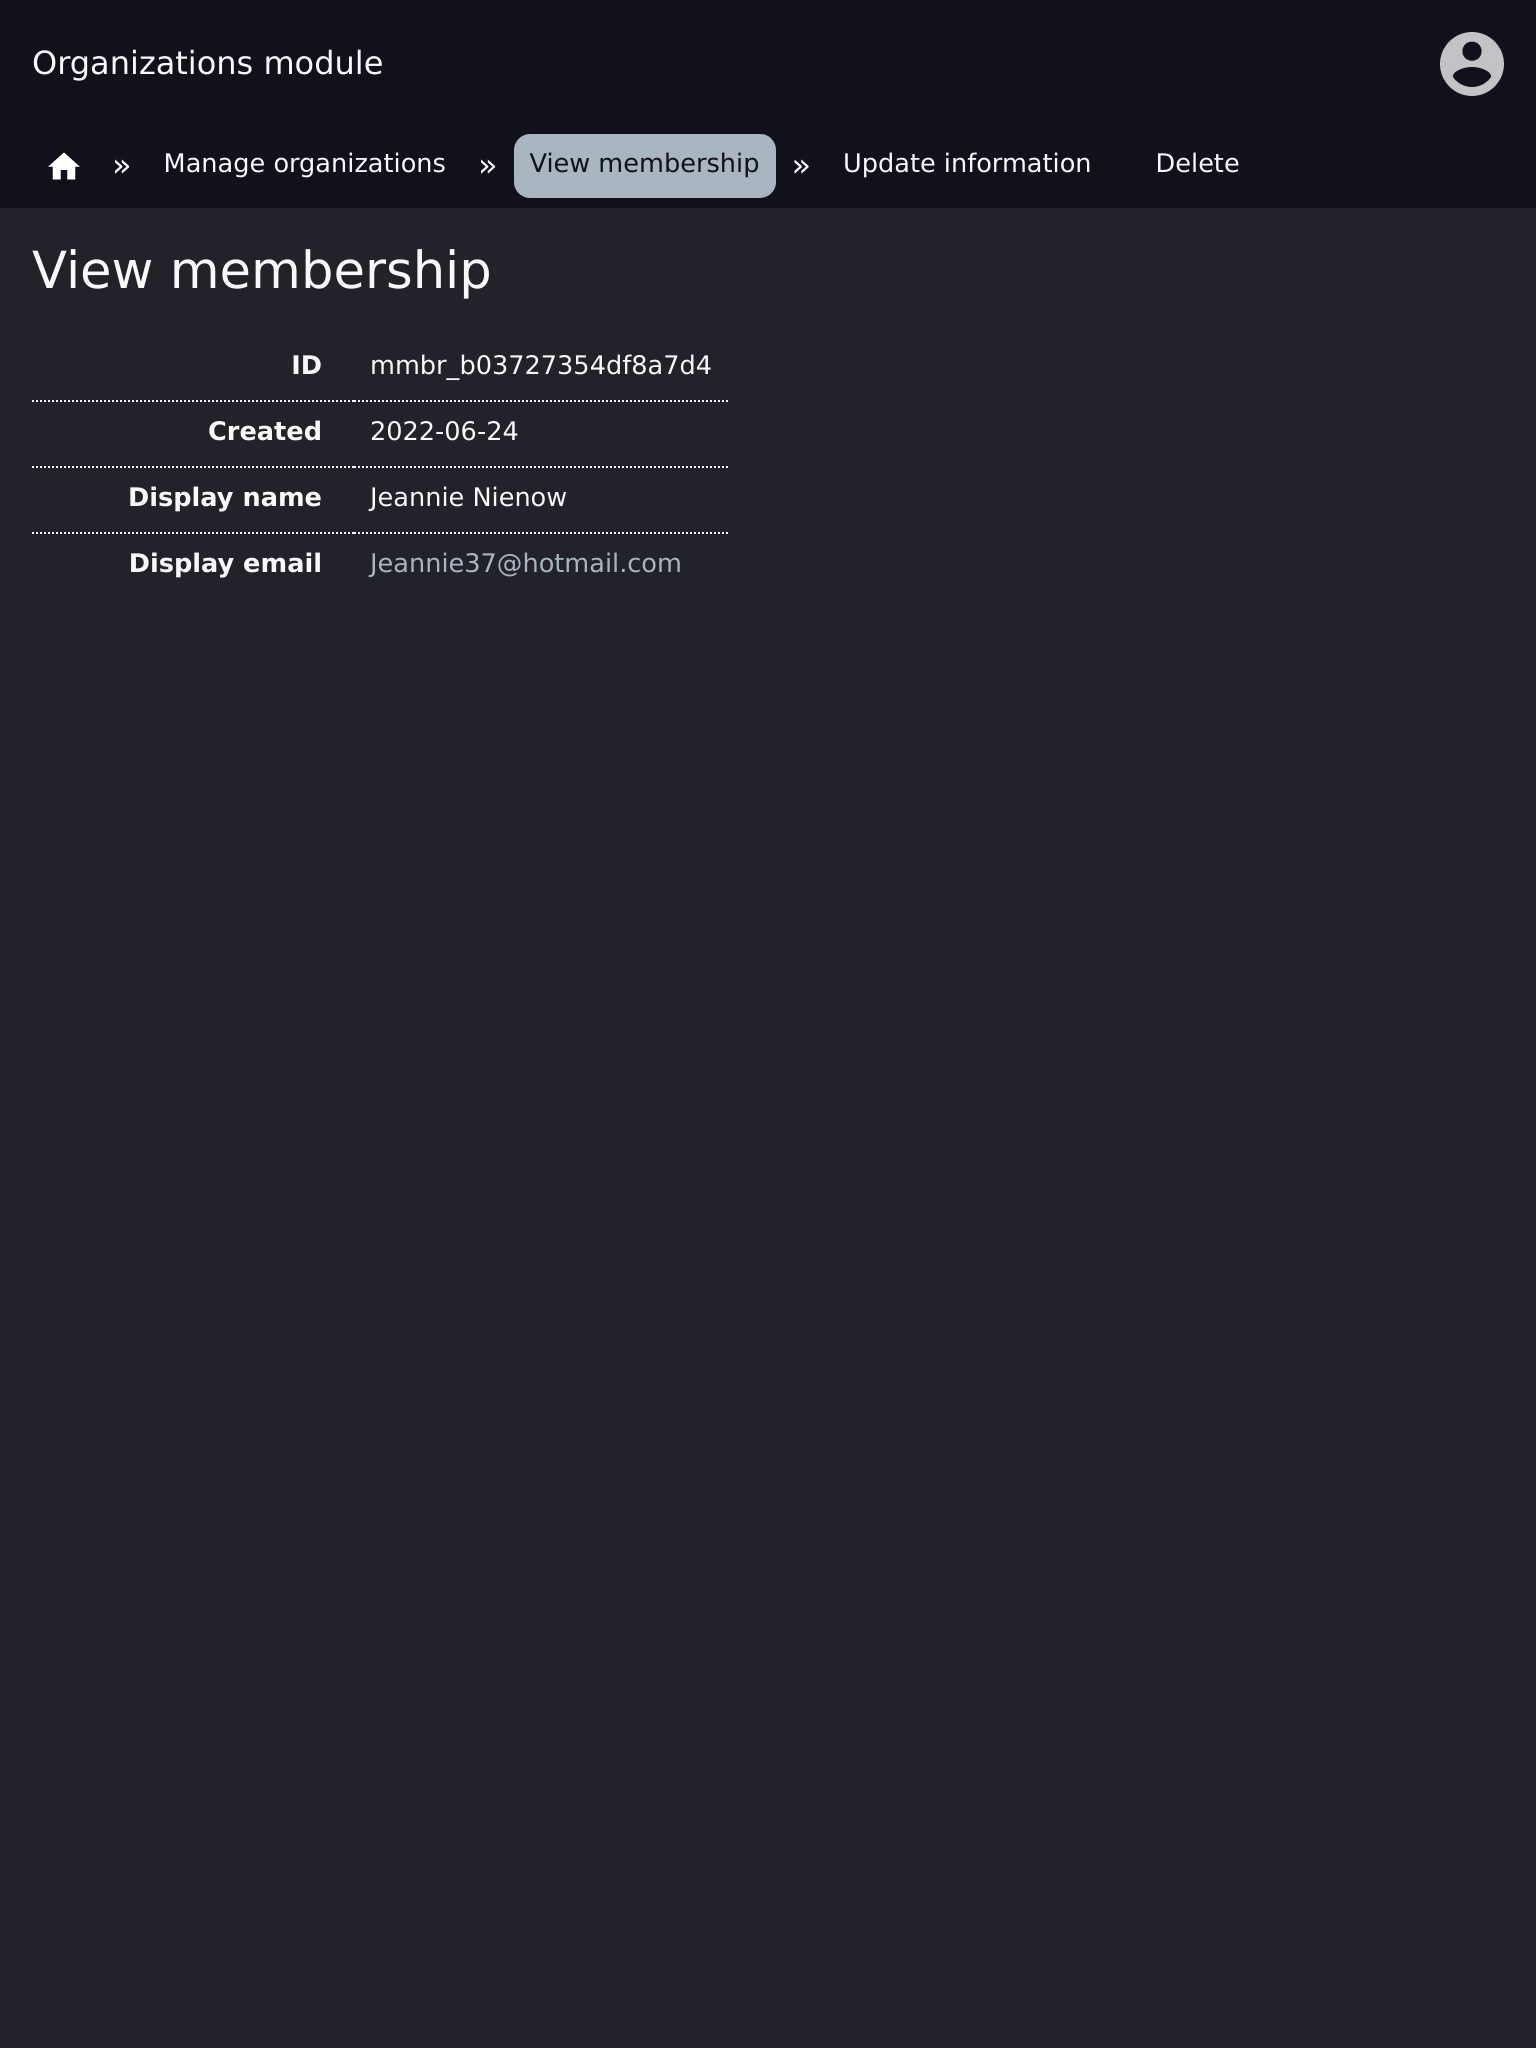 Organizations module
» Manage organizations » View membership » Update information Delete
View membership
ID mmbr_b03727354df8a7d4
Created 2022-06-24
Display name Jeannie Nienow
Display email Jeannie37@hotmail.com